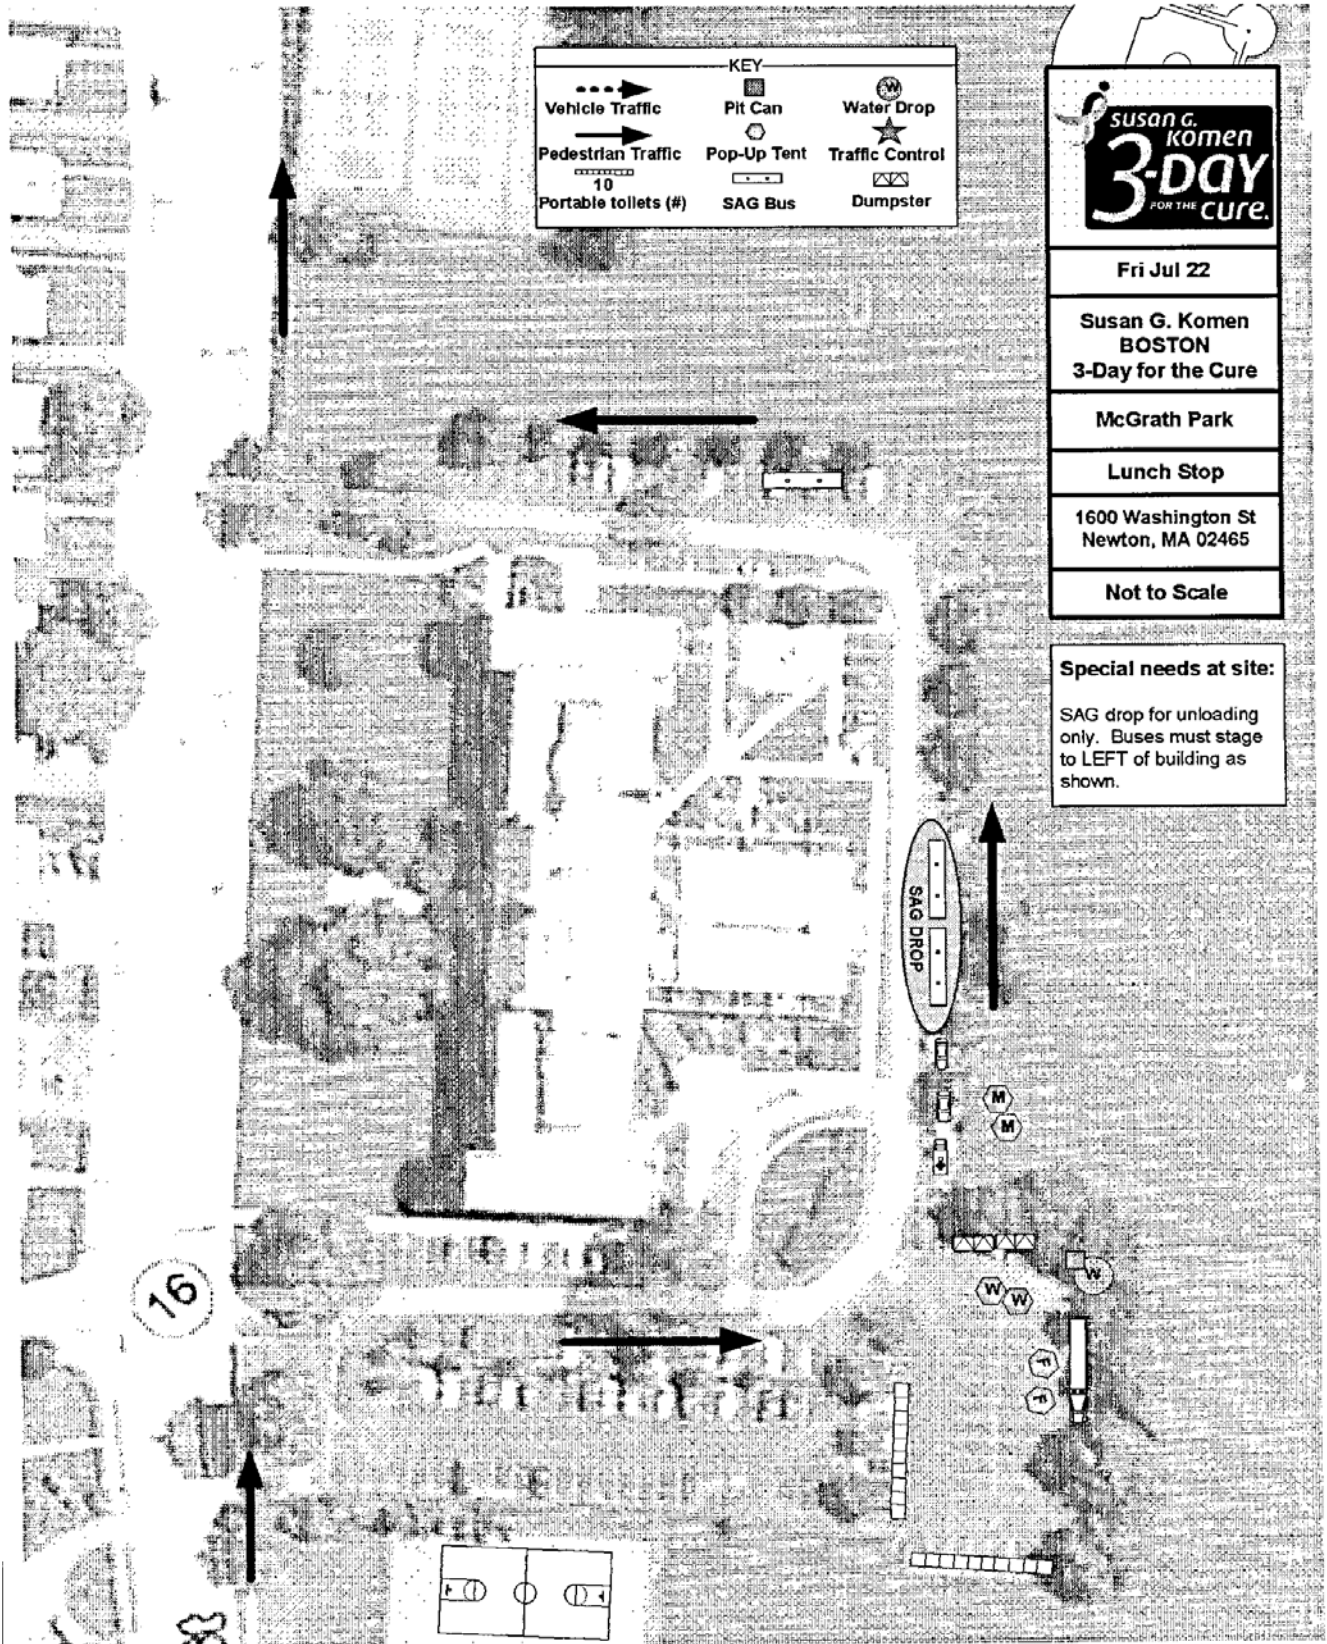 KEY
Vehicle Traffic
Pit Can
W
Water Drop
Pedestrian Traffic
Pop-Up Tent
Traffic Control
10
Portable toilets (#)
SAG Bus
Dumpster
susan G.
Komen
3-DAY
FOR THE cure.
Fri Jul 22
Susan G. Komen
BOSTON
3-Day for the Cure
McGrath Park
Lunch Stop
1600 Washington St
Newton, MA 02465
Not to Scale
Special needs at site:
SAG drop for unloading
only. Buses must stage
to LEFT of building as
shown.
SAG DROP
M
M
W
W
W
F
F
16